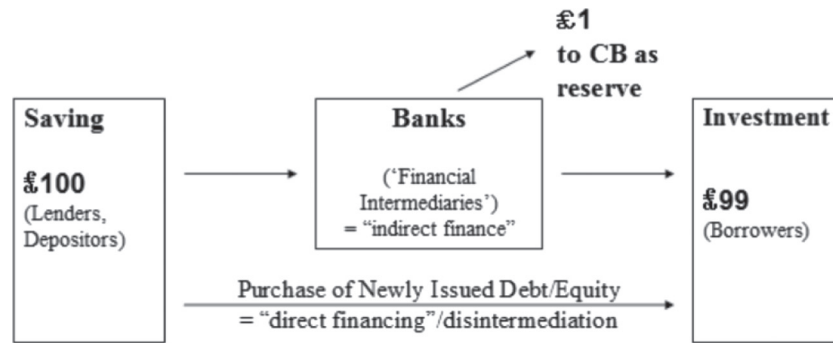 £1
to CB as
reserve
Saving
£100
(Lenders,
Depositors)
Banks
(‘Financial
Intermediaries’)
= “indirect finance”
Investment
£99
(Borrowers)
Purchase of Newly Issued Debt/Equity
= “direct financing”/disintermediation